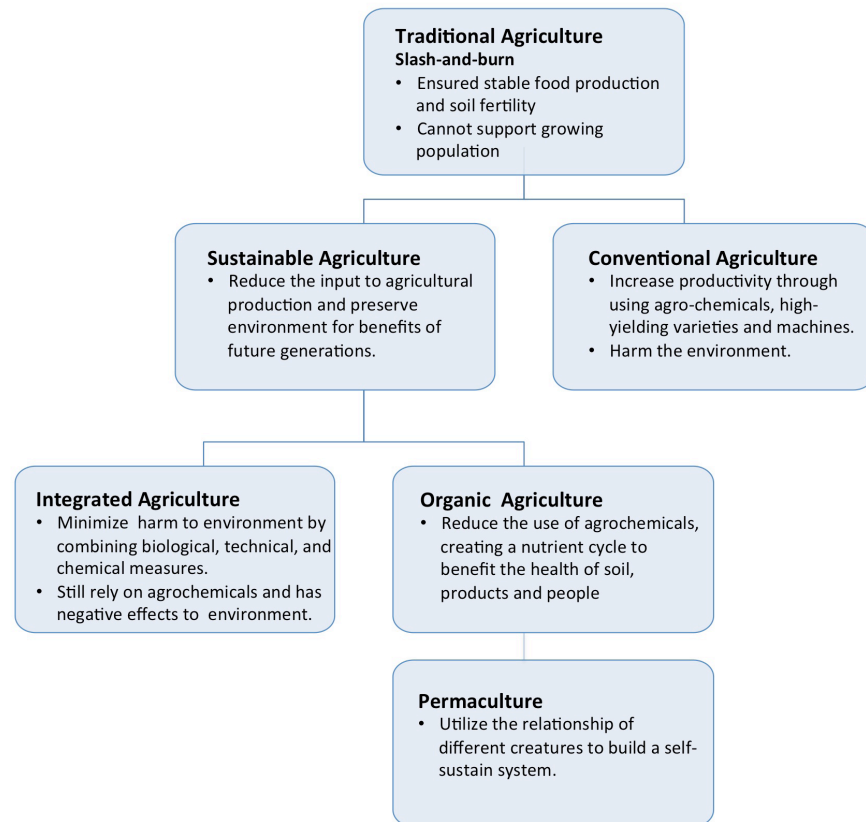 Traditional Agriculture
Slash-and-burn
• Ensured stable food production
and soil fertility
• Cannot support growing
population
Sustainable Agriculture
• Reduce the input to agricultural
production and preserve
environment for benefits of
future generations.
Conventional Agriculture
• Increase productivity through
using agro-chemicals, high-
yielding varieties and machines.
• Harm the environment.
Integrated Agriculture
• Minimize harm to environment by
combining biological, technical, and
chemical measures.
• Still rely on agrochemicals and has
negative effects to environment.
Organic Agriculture
• Reduce the use of agrochemicals,
creating a nutrient cycle to
benefit the health of soil,
products and people
Permaculture
• Utilize the relationship of
different creatures to build a self-
sustain system.